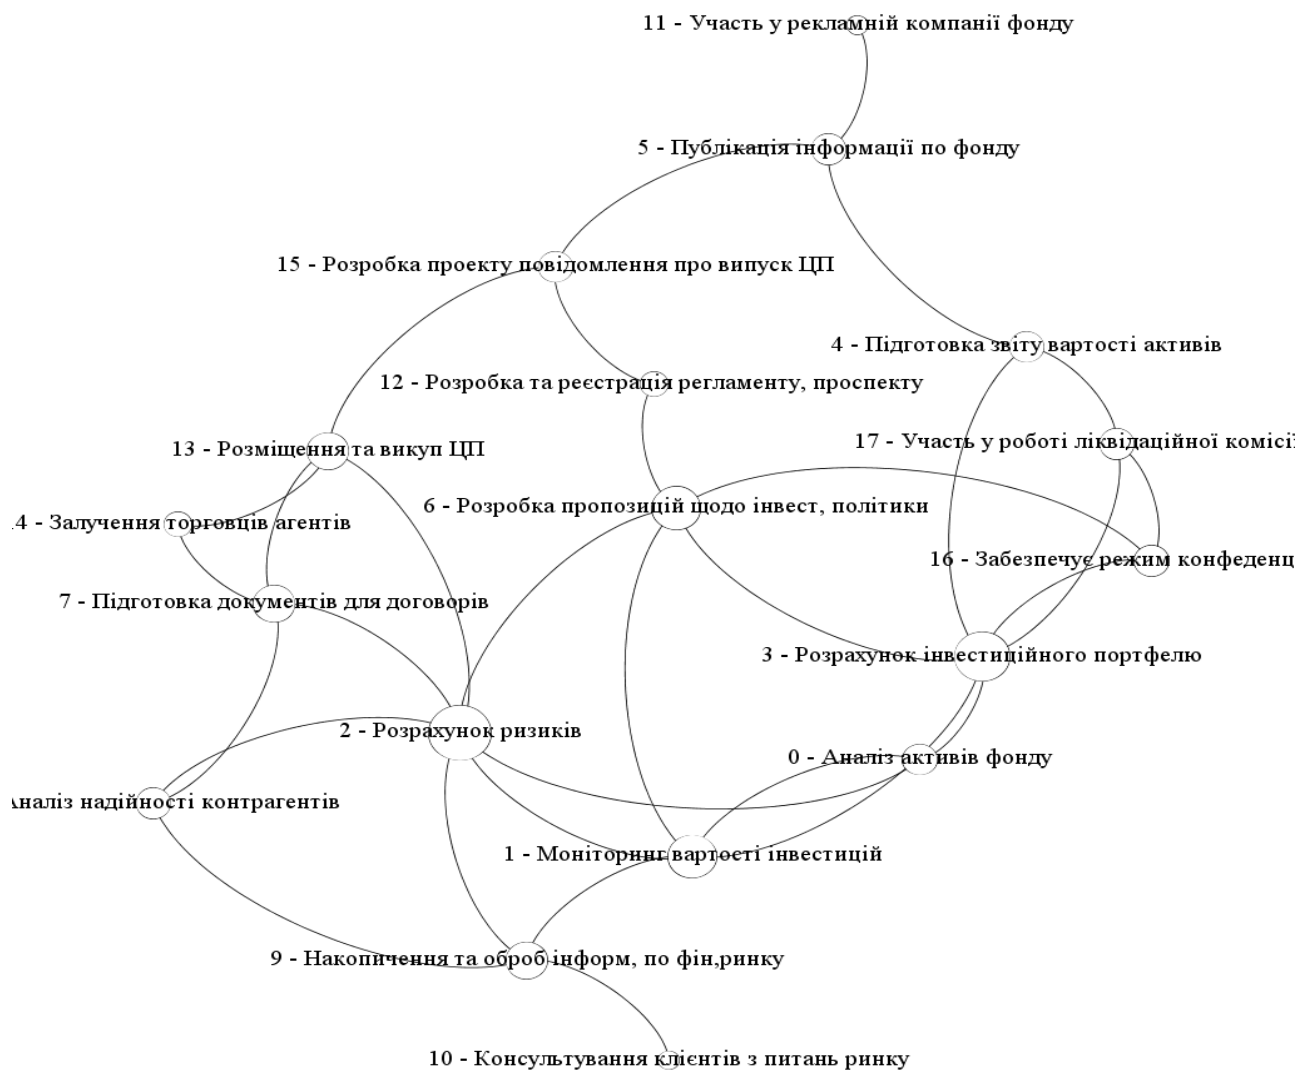 11 - Участь у рекламній компанії фонду
5 - Публікація інформації по фонду
15 - Розробка проекту повідомлення про випуск ЦП
4 - Підготовка звіту вартості активів
12 - Розробка та реєстрація регламенту, проспекту
17 - Участь у роботі ліквідаційної комісії
13 - Розміщення та викуп ЦП
6 - Розробка пропозицій щодо інвест, політики
4 - Залучення торговців агентів
16 - Забезпечує режим конфеденц
7 - Підготовка документів для договорів
3 - Розрахунок інвестиційного портфелю
2 - Розрахунок ризиків
0 - Аналіз активів фонду
Аналіз надійності контрагентів
1 - Моніторинг вартості інвестицій
9 - Накопичення та оброб інформ, по фін,ринку
10 - Консультування клієнтів з питань ринку